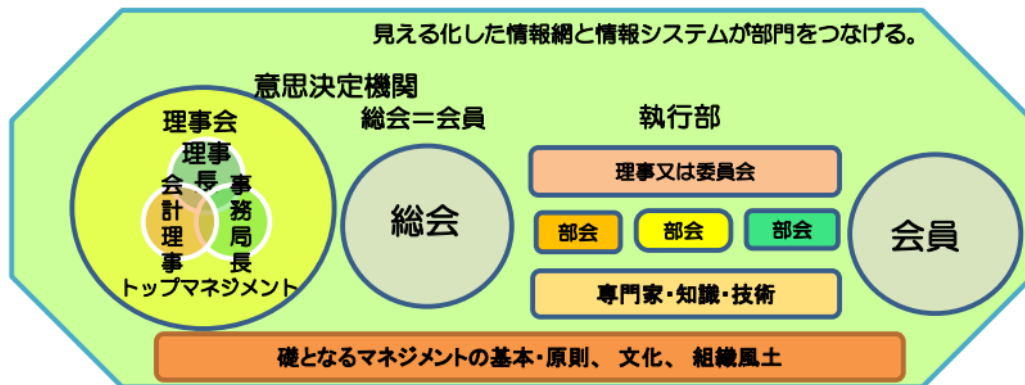 見える化した情報網と情報システムが部門をつなげる。
意思決定機関
理事会
理事長
会計理事
事務局長
トップマネジメント
総会＝会員
総会
執行部
理事又は委員会
部会
部会
部会
専門家・知識・技術
会員
礎となるマネジメントの基本・原則、 文化、 組織風土